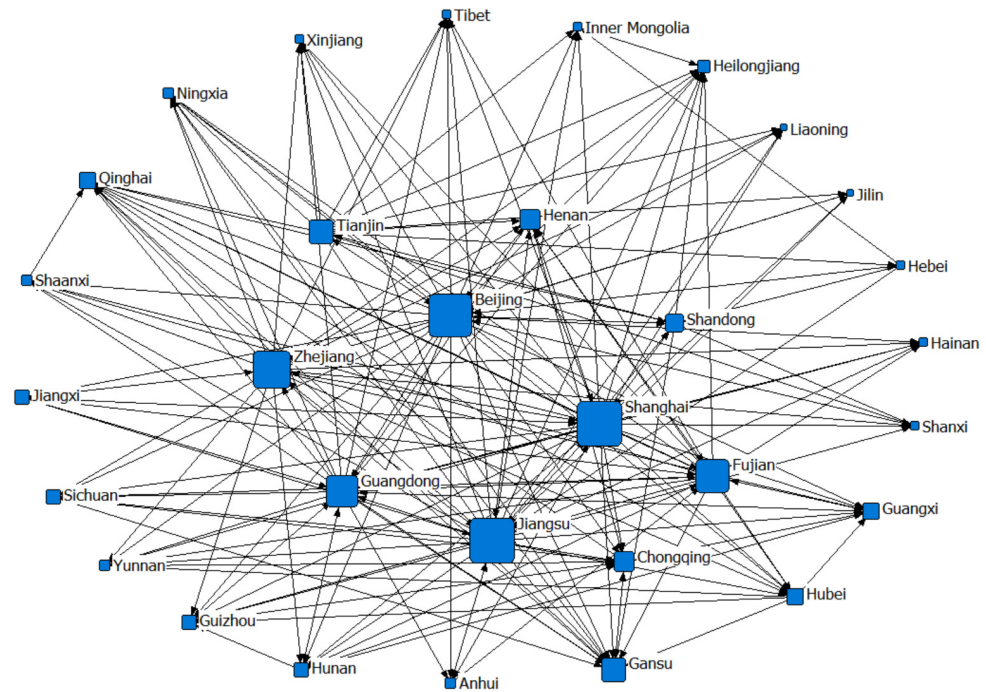 Tibet
Inner Mongolia
Xinjiang
Heilongjiang
Ningxia
Liaoning
Qinghai
Jilin
Henan
Tianjin
Hebei
Shaanxi
Beijing
Shandong
Hainan
Zhejiang
Jiangxi
Shanghai
Shanxi
Fujian
Guangdong
Sichuan
Guangxi
Jiangsu
Chongqing
Yunnan
Hubei
Guizhou
Gansu
Hunan
Anhui